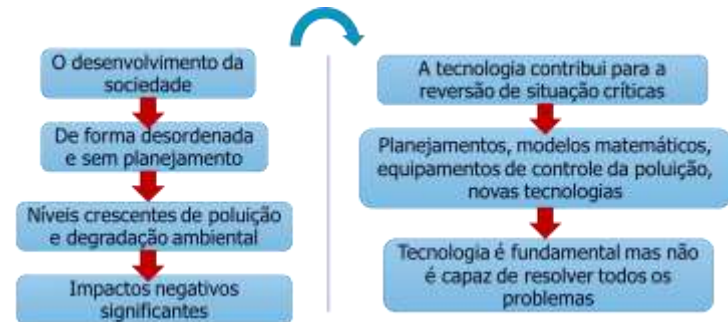 O desenvolvimento da
sociedade
De forma desordenada
e sem planejamento
Níveis crescentes de poluição
e degradação ambiental
Impactos negativos
significantes
A tecnologia contribui para a
reversão de situação críticas
Planejamentos, modelos matemáticos,
equipamentos de controle da poluição,
novas tecnologias
Tecnologia é fundamental mas não
é capaz de resolver todos os
problemas